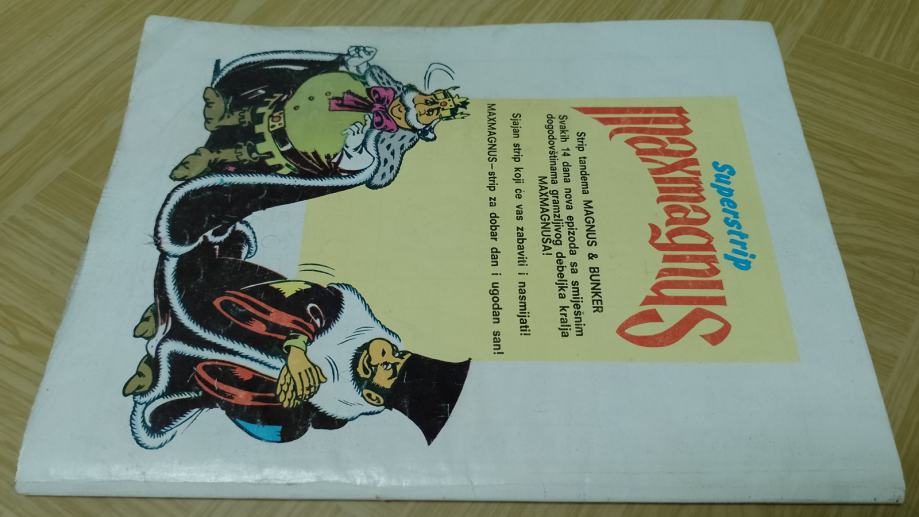 Superstrip
maxmagnus
Strip tandema MAGNUS & BUNKER
Svakih 14 dana nova epizoda sa smiješnim
dogodovštinama gramzljivog debeljka kralja
MAXMAGNUSA!
Sjajan strip koji će vas zabaviti i nasmijati!
MAXMAGNUS—strip za dobar dan i ugodan san!